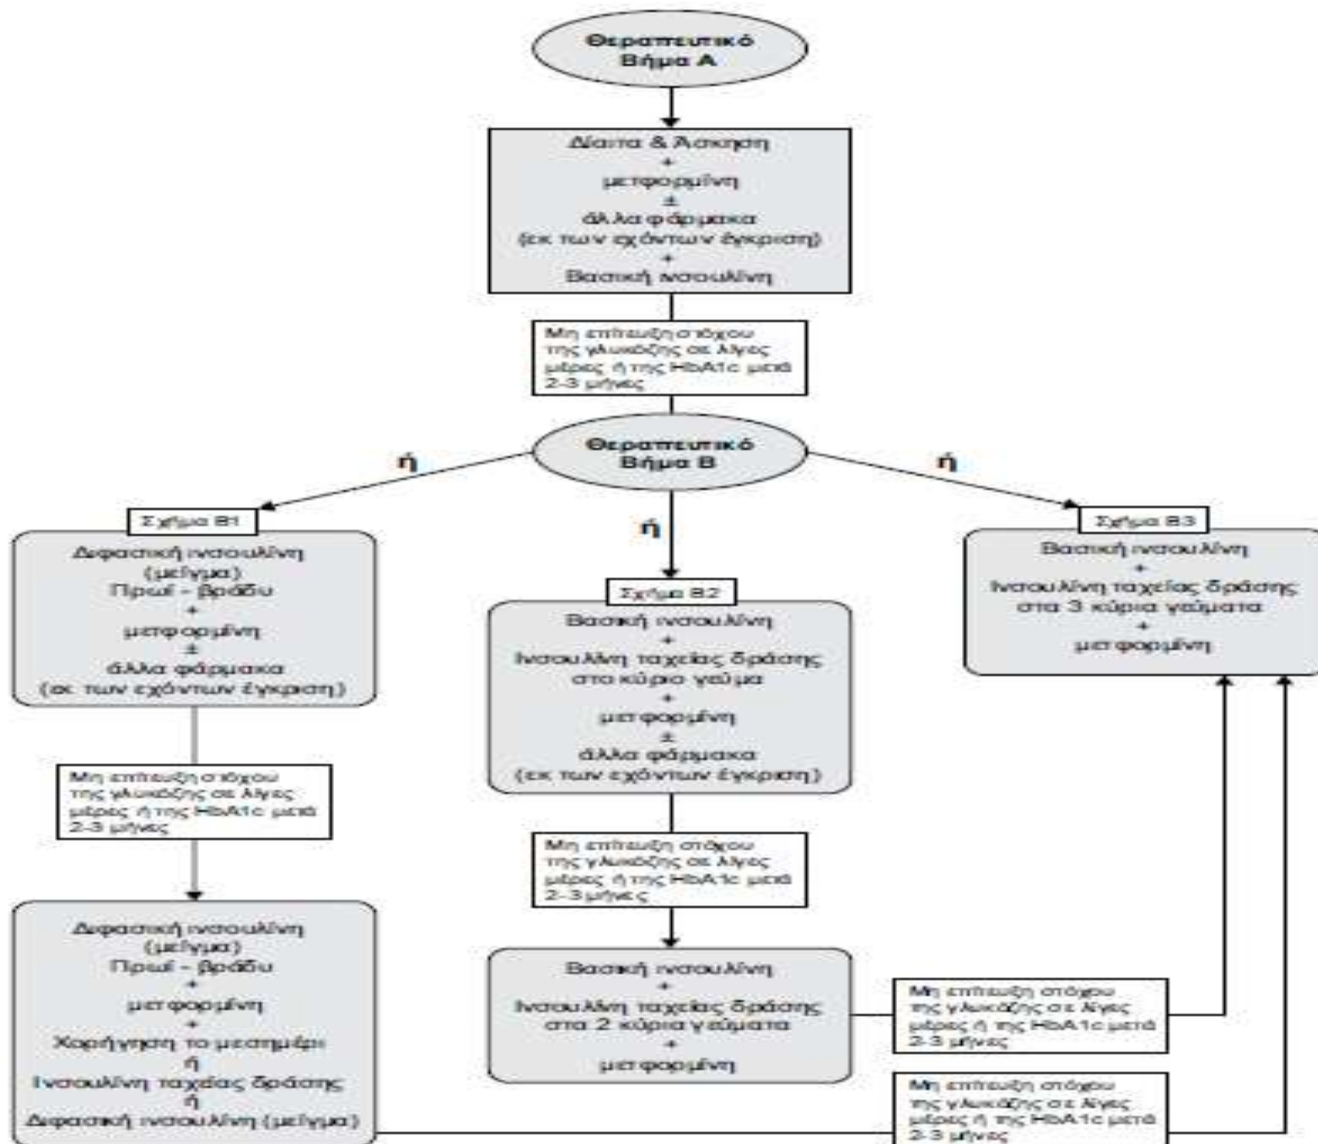 Θεραπευτικό
Βήμα Α
Δίαιτα & Άσκηση
+
μετφορμίνη
±
άλλα φάρμακα
(εκ των εχόντων έγκριση)
+
Βασική ινσουλίνη
Μη επίτευξη στόχου
της γλυκόζης σε λίγες
μέρες ή της HbA1c μετά
2-3 μήνες
Θεραπευτικό
Βήμα Β
ή
ή
ή
Σχήμα Β1
Διφασική ινσουλίνη
(μείγμα)
Πρωί - βράδυ
+
μετφορμίνη
±
άλλα φάρμακα
(εκ των εχόντων έγκριση)
Μη επίτευξη στόχου
της γλυκόζης σε λίγες
μέρες ή της HbA1c μετά
2-3 μήνες
Διφασική ινσουλίνη
(μείγμα)
Πρωί - βράδυ
+
μετφορμίνη
+
Χορήγηση το μεσημέρι
ή
Ινσουλίνη ταχείας δράσης
ή
Διφασική ινσουλίνη (μείγμα)
Σχήμα Β2
Βασική ινσουλίνη
+
Ινσουλίνη ταχείας δράσης
στο κύριο γεύμα
+
μετφορμίνη
±
άλλα φάρμακα
(εκ των εχόντων έγκριση)
Μη επίτευξη στόχου
της γλυκόζης σε λίγες
μέρες ή της HbA1c μετά
2-3 μήνες
Βασική ινσουλίνη
+
Ινσουλίνη ταχείας δράσης
στα 2 κύρια γεύματα
+
μετφορμίνη
Μη επίτευξη στόχου
της γλυκόζης σε λίγες
μέρες ή της HbA1c μετά
2-3 μήνες
Μη επίτευξη στόχου
της γλυκόζης σε λίγες
μέρες ή της HbA1c μετά
2-3 μήνες
Σχήμα Β3
Βασική ινσουλίνη
+
Ινσουλίνη ταχείας δράσης
στα 3 κύρια γεύματα
+
μετφορμίνη